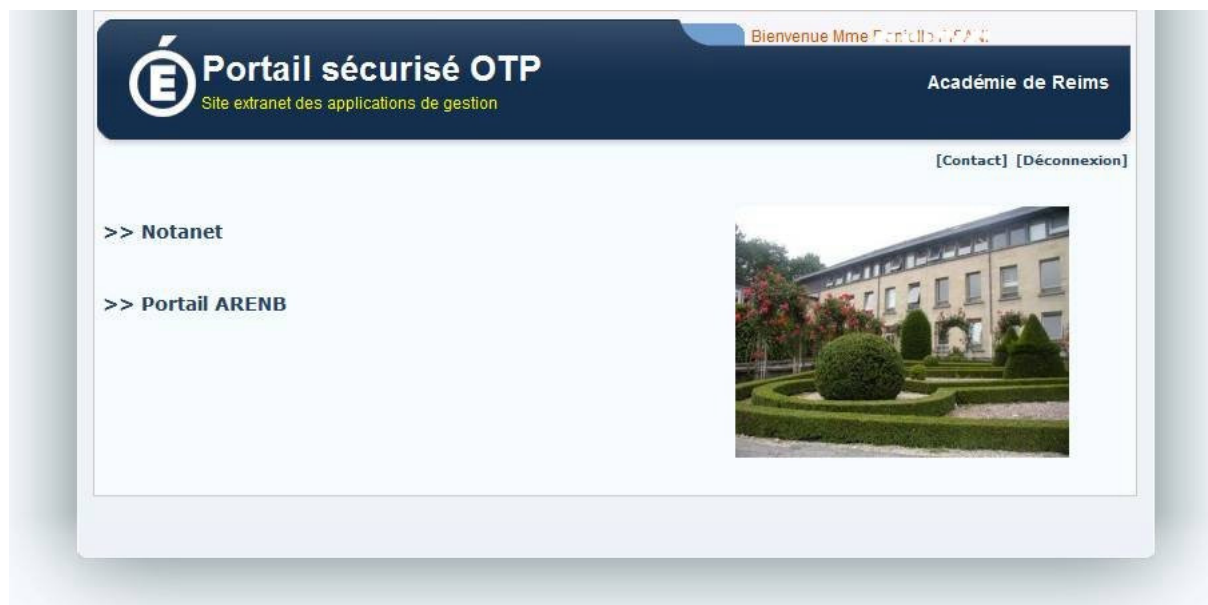 Bienvenue Mme
É
Portail sécurisé OTP
Site extranet des applications de gestion
Académie de Reims
[Contact] [Déconnexion]
>> Notanet
>> Portail ARENB